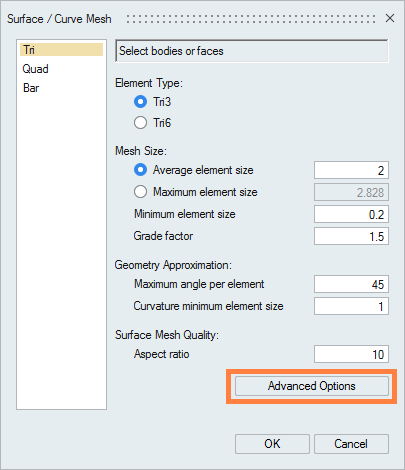 Surface / Curve Mesh
Tri
Quad
Bar
Select bodies or faces
Element Type:
Tri3
Tri6
Mesh Size:
Average element size 2
Maximum element size 2.828
Minimum element size 0.2
Grade factor 1.5
Geometry Approximation:
Maximum angle per element 45
Curvature minimum element size 1
Surface Mesh Quality:
Aspect ratio 10
Advanced Options
OK Cancel